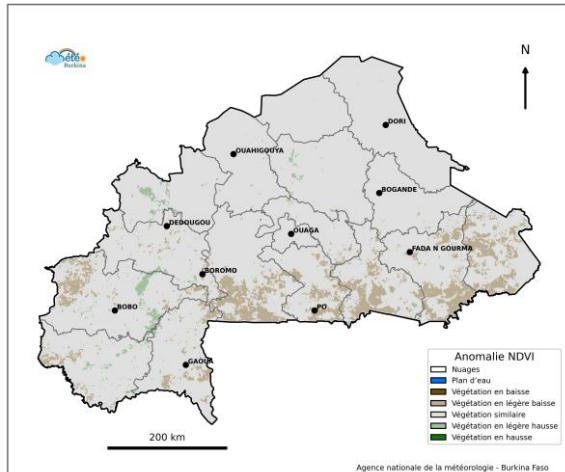 Météo
Burkina
N
DORI
OUAHIGOUYA
BOGANDE
DEDOUGOU
OUAGA
FADA N GOURMA
BOROMO
BOBO
PO
GAOUA
Anomalie NDVI
Nuages
Plan d'eau
Végétation en baisse
Végétation en légère baisse
Végétation similaire
Végétation en légère hausse
Végétation en hausse
200 km
Agence nationale de la météorologie - Burkina Faso